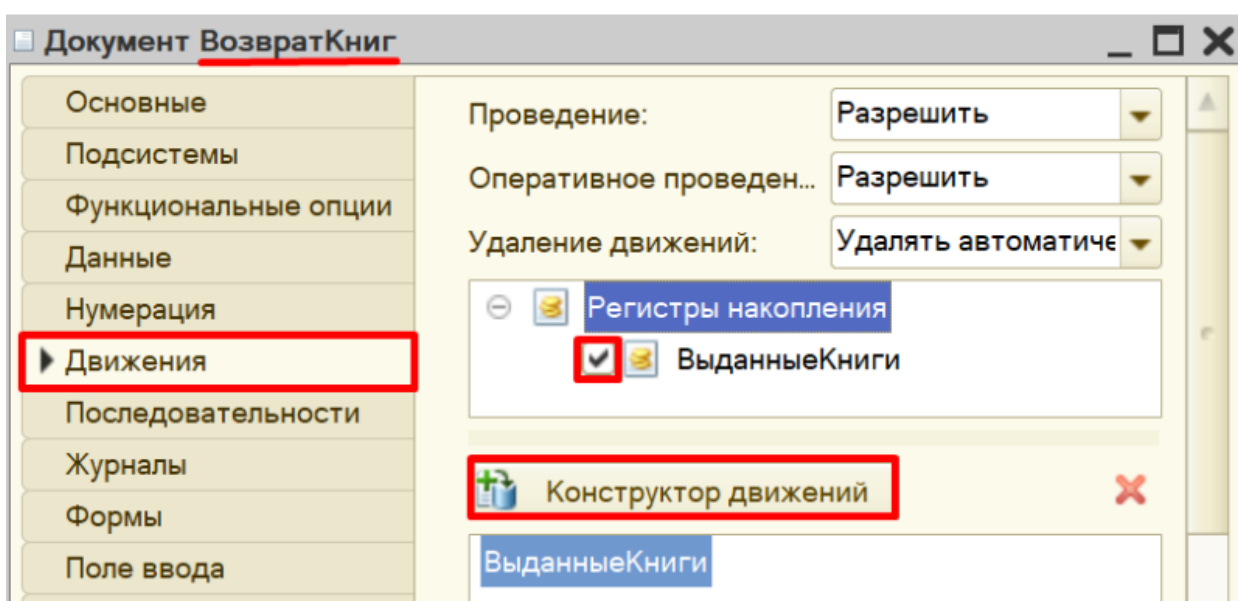 Документ ВозвратКниг
Основные
Подсистемы
Функциональные опции
Данные
Нумерация
Движения
Последовательности
Журналы
Формы
Поле ввода
Проведение: Разрешить
Оперативное проведен... Разрешить
Удаление движений: Удалять автоматиче
Регистры накопления
ВыданныеКниги
Конструктор движений
ВыданныеКниги